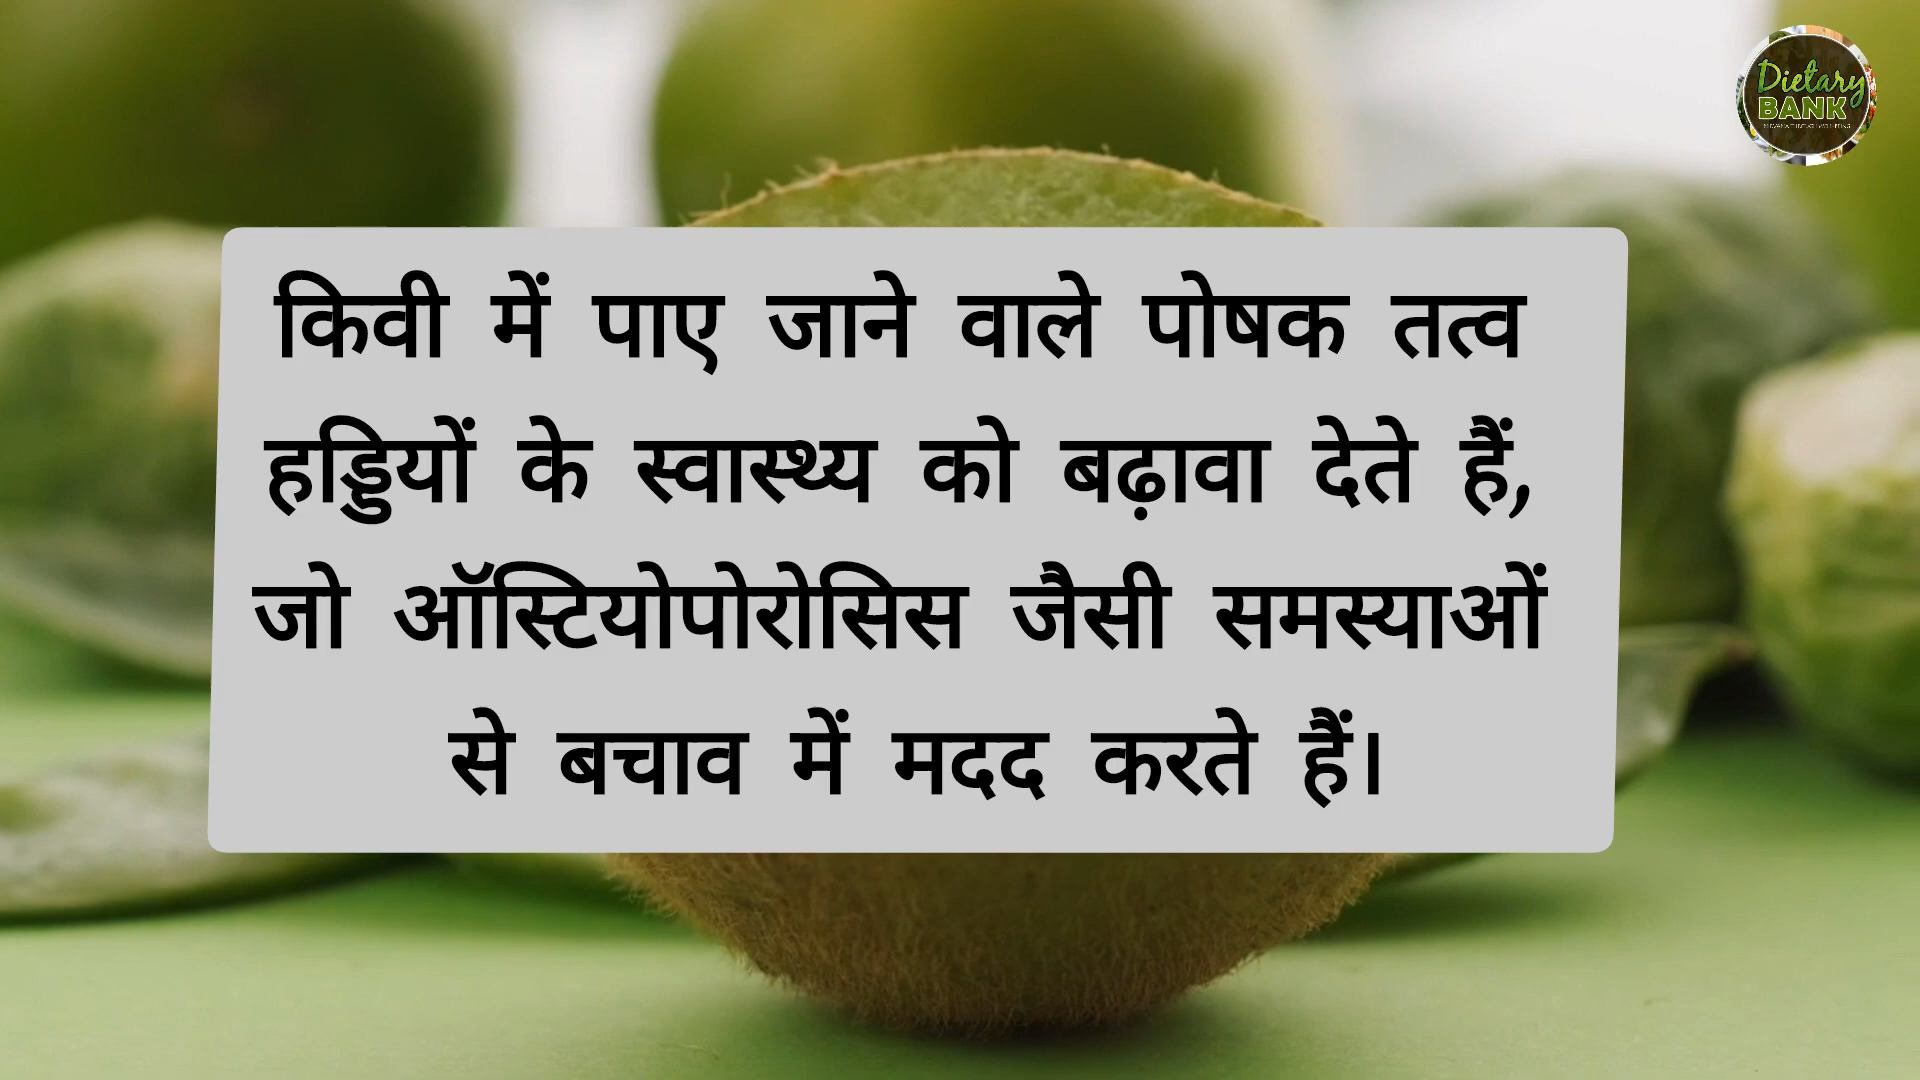 Dietary
BANK
किवी में पाए जाने वाले पोषक तत्व
हड्डियों के स्वास्थ्य को बढ़ावा देते हैं,
जो ऑस्टियोपोरोसिस जैसी समस्याओं
से बचाव में मदद करते हैं।